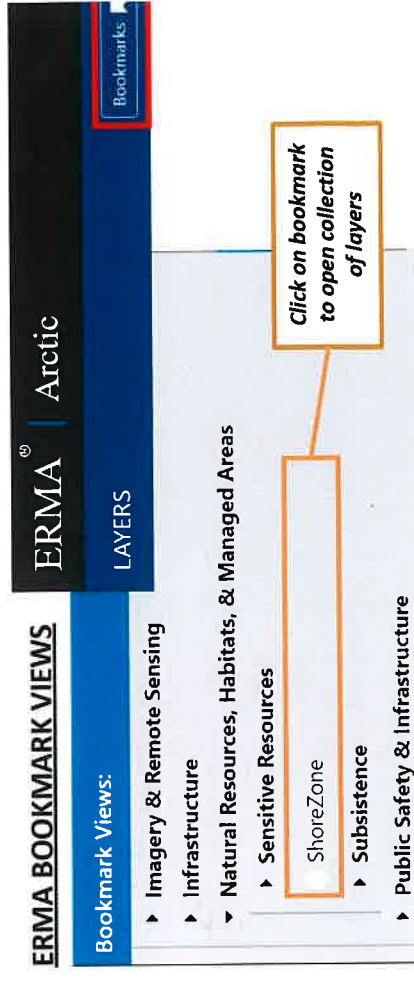 ERMA BOOKMARK VIEWS
ERMA® | Arctic
LAYERS
Bookmarks
Bookmark Views:
Imagery & Remote Sensing
Infrastructure
Natural Resources, Habitats, & Managed Areas
Sensitive Resources
ShoreZone
Subsistence
Public Safety & Infrastructure
Click on bookmark
to open collection
of layers